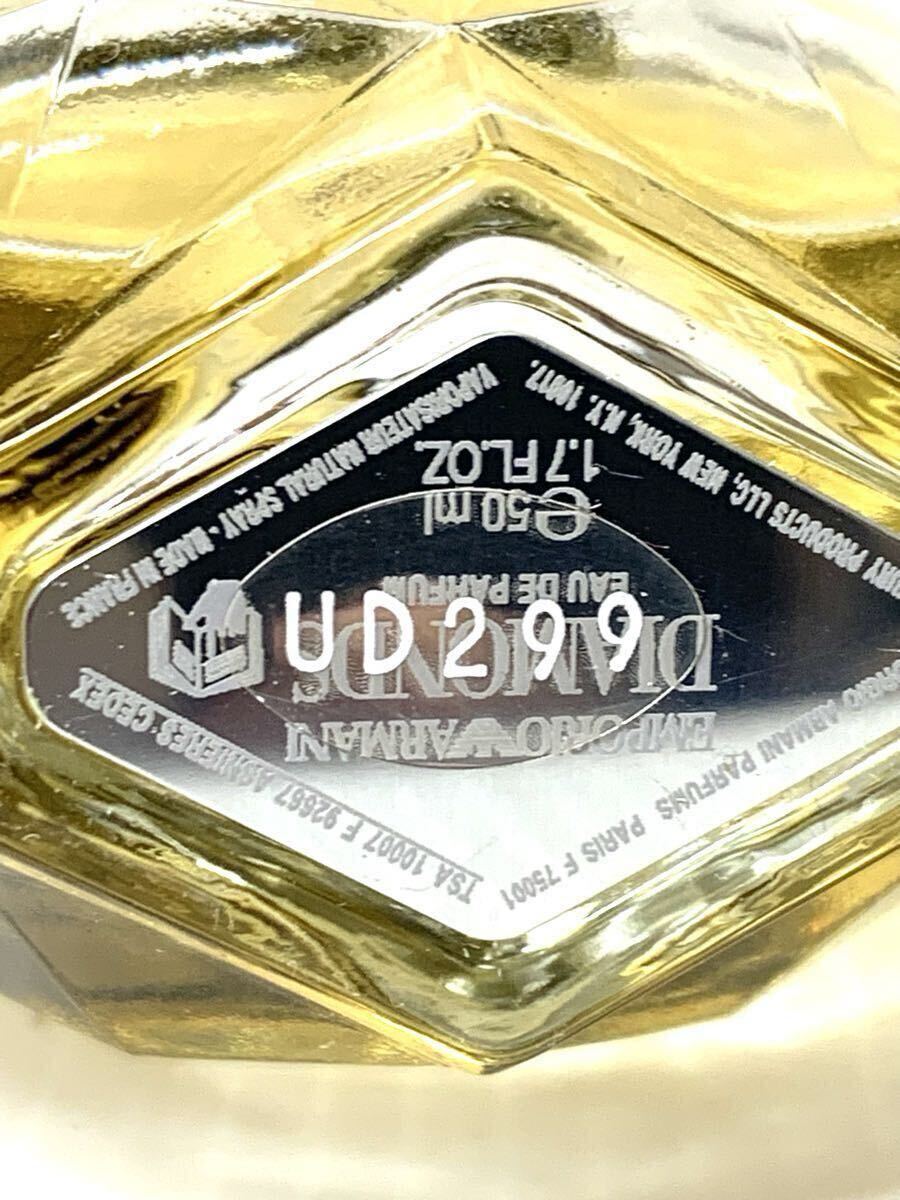 UD299
EMPORIO ARMANI
DIAMONDS
EAU DE PARFUM
50 ml e
1.7 FL.OZ.
PARFUMS PARIS F 75001
TSA 10007 F 92667 ASNIERES CEDEX
VAPORISATEUR NATURAL SPRAY - MADE IN FRANCE
PRODUCTS LLC, NEW YORK, N.Y. 10017.
ARMANI